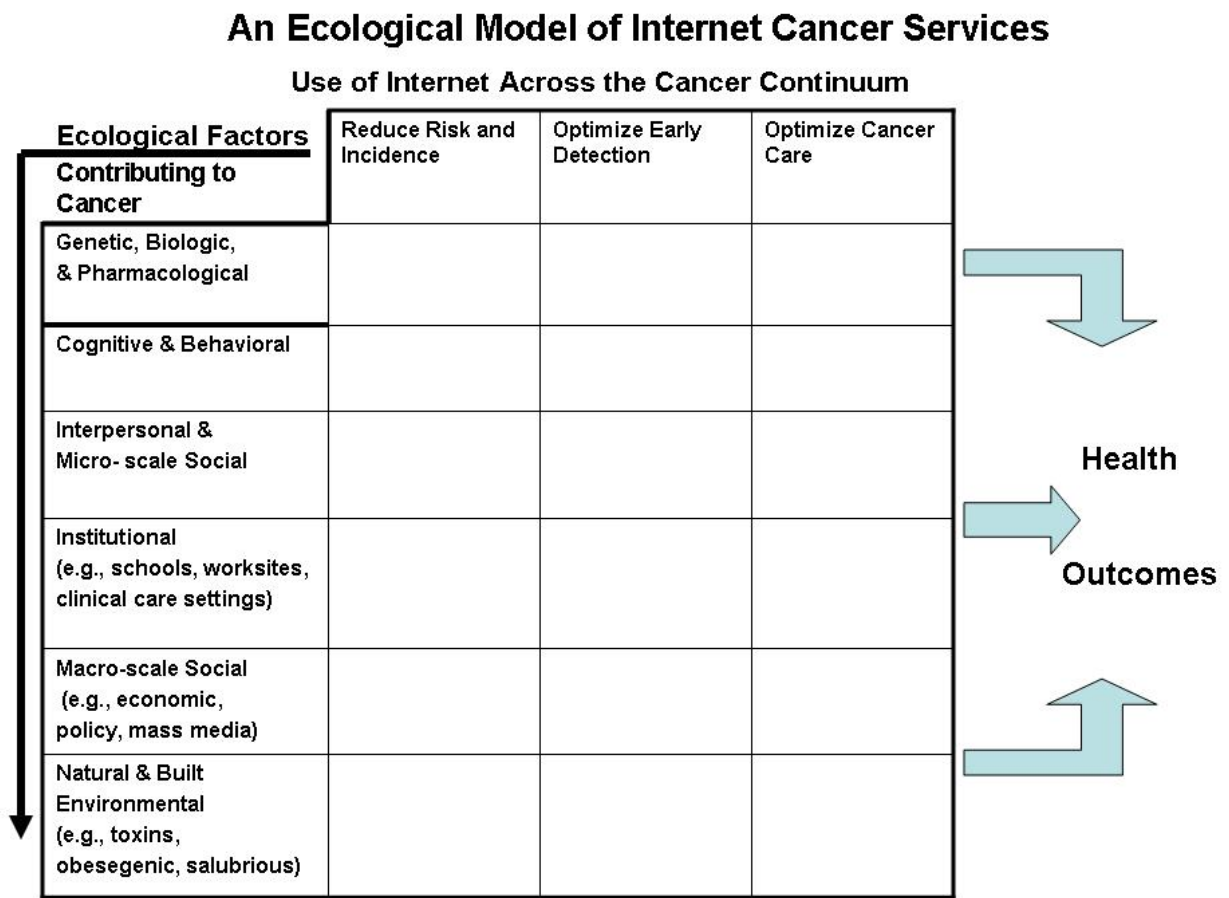 An Ecological Model of Internet Cancer Services
Use of Internet Across the Cancer Continuum
Ecological Factors
Contributing to
Cancer
Reduce Risk and
Incidence
Optimize Early
Detection
Optimize Cancer
Care
Genetic, Biologic,
& Pharmacological
Cognitive & Behavioral
Interpersonal &
Micro- scale Social
Institutional
(e.g., schools, worksites,
clinical care settings)
Macro-scale Social
(e.g., economic,
policy, mass media)
Natural & Built
Environmental
(e.g., toxins,
obesegenic, salubrious)
Health
Outcomes